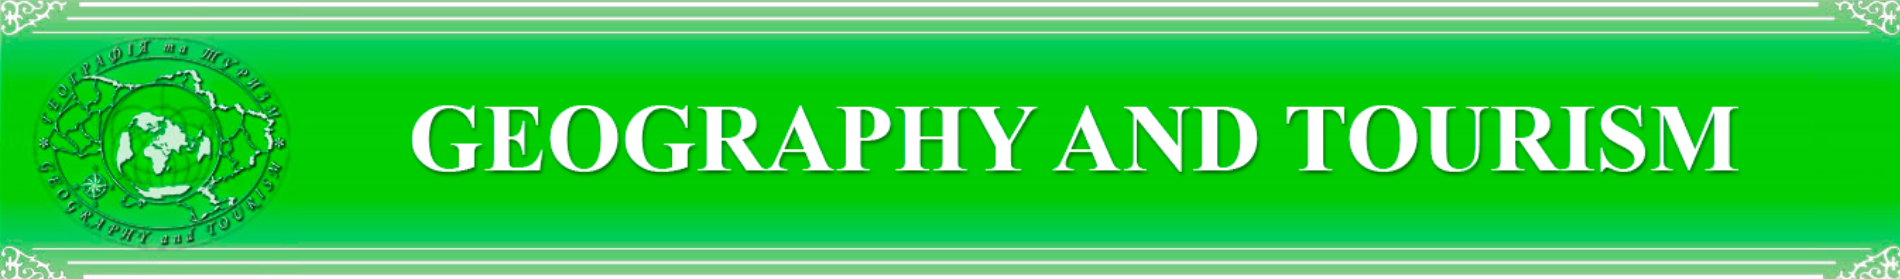 ГЕОГРАФІЯ та ТУРИЗМ
GEOGRAPHY AND TOURISM
GEOGRAPHY and TOURISM